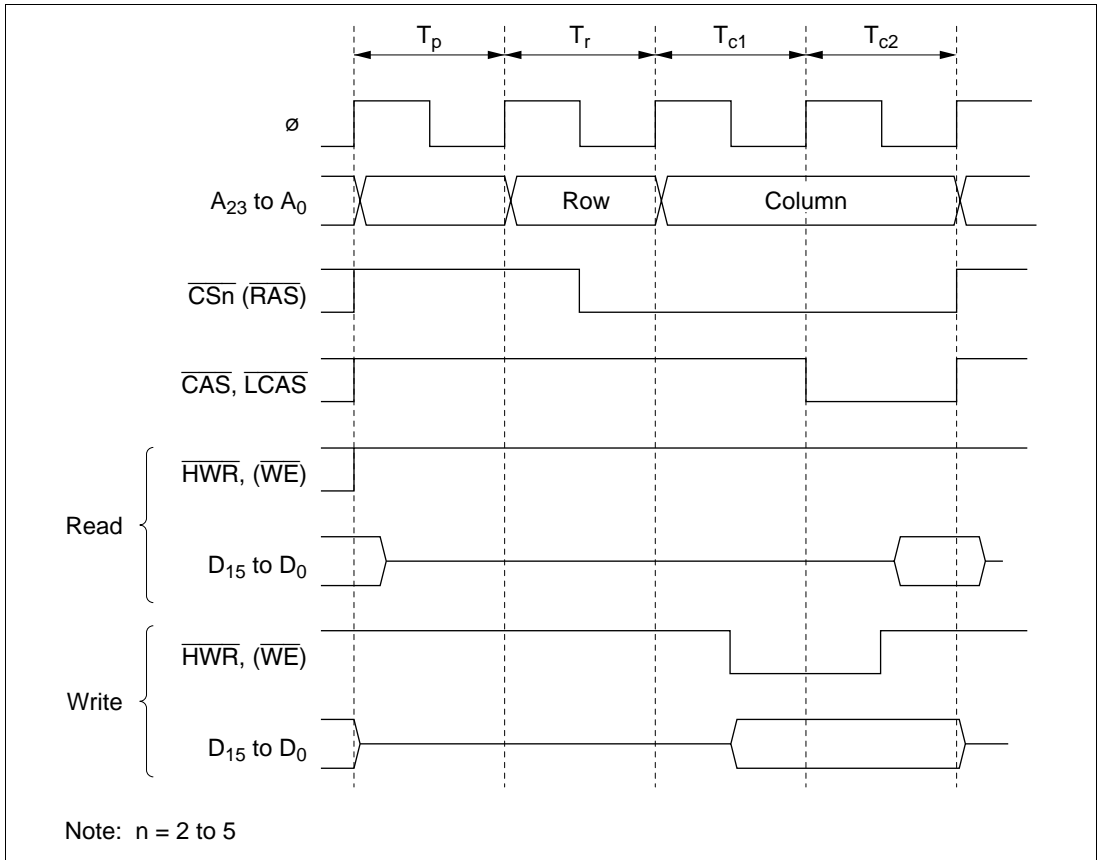 Tp Tr Tc1 Tc2
ø
A23 to A0 Row Column
CSn (RAS)
CAS, LCAS
HWR, (WE)
Read
D15 to D0
HWR, (WE)
Write
D15 to D0
Note: n = 2 to 5